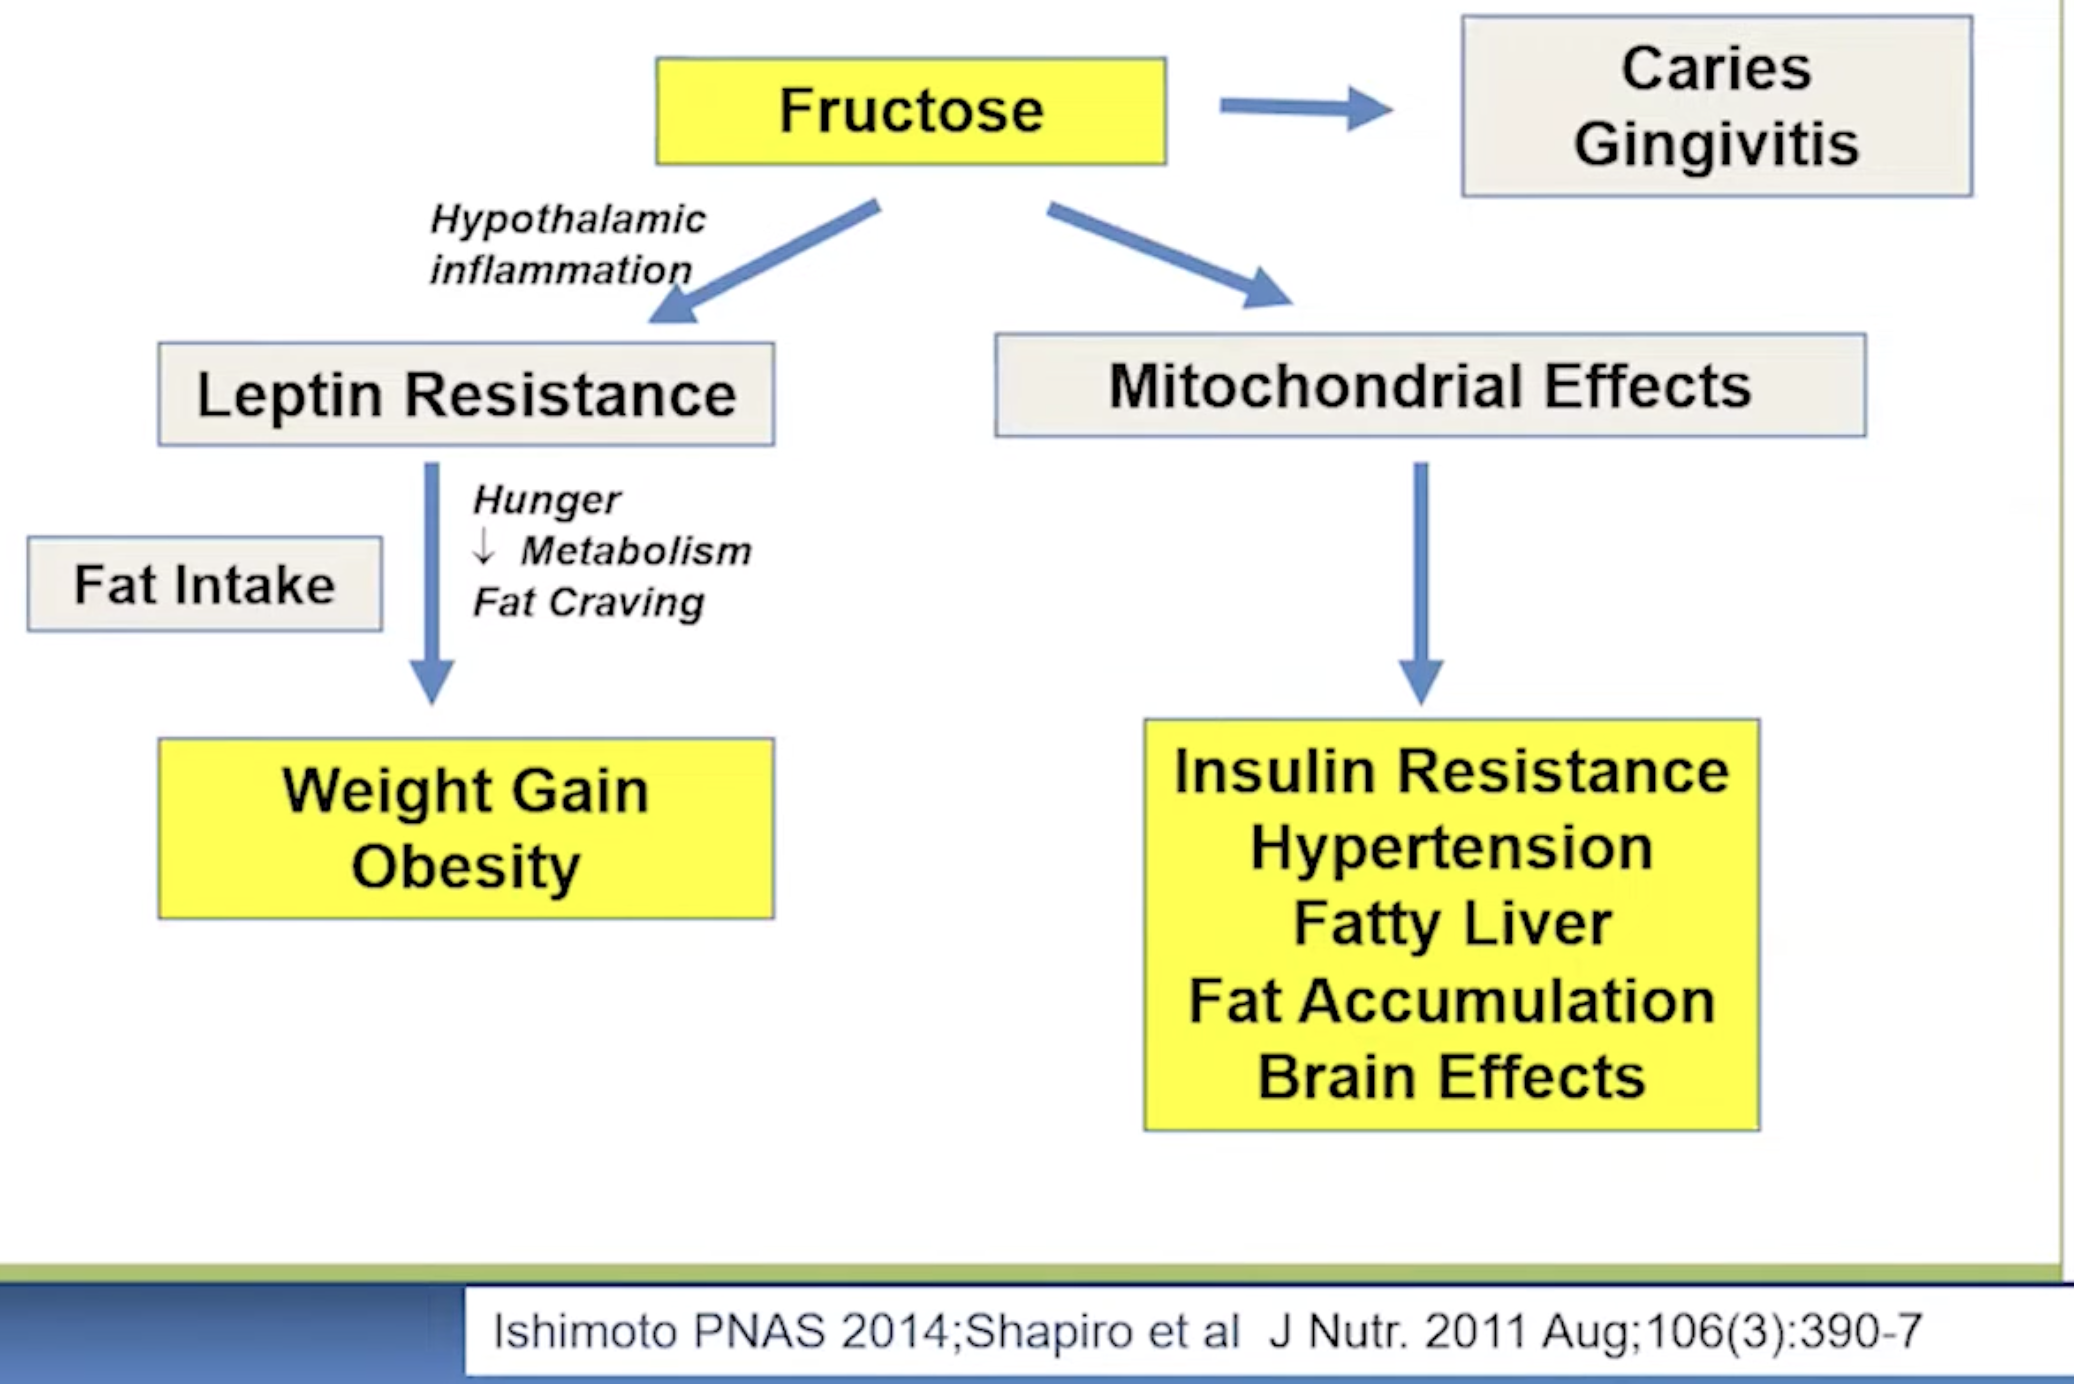 Fructose
Caries
Gingivitis
Hypothalamic
inflammation
Leptin Resistance
Mitochondrial Effects
Hunger
↓ Metabolism
Fat Craving
Fat Intake
Weight Gain
Obesity
Insulin Resistance
Hypertension
Fatty Liver
Fat Accumulation
Brain Effects
Ishimoto PNAS 2014;Shapiro et al J Nutr. 2011 Aug;106(3):390-7